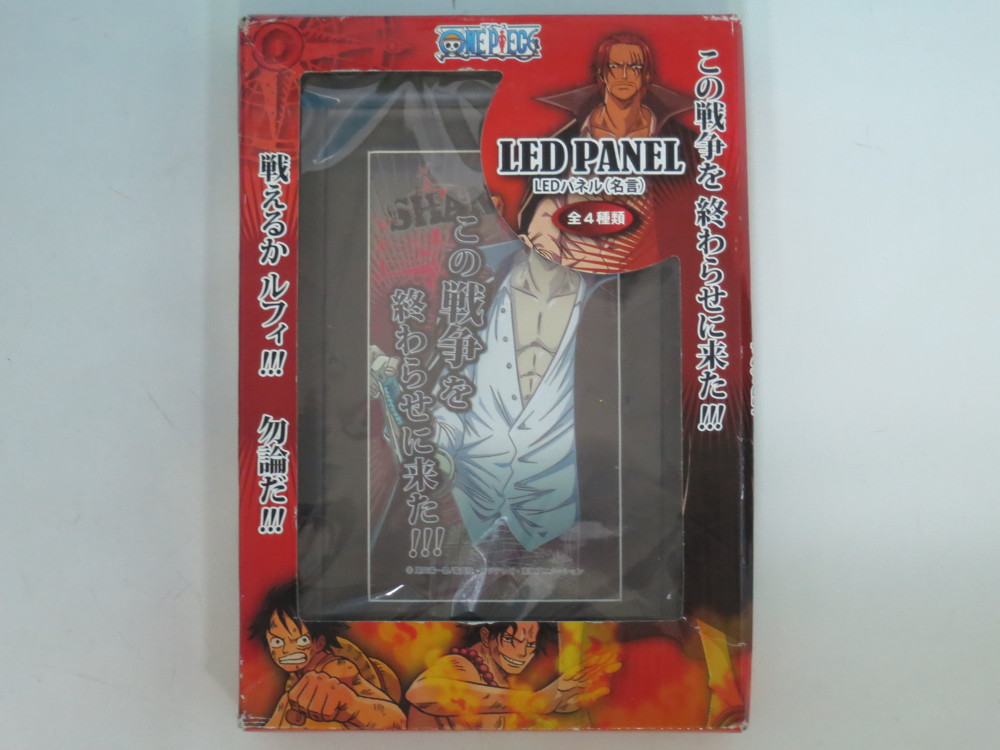 ONE PIECE
LED PANEL
LEDパネル(名言)
全4種類
この戦争を 終わらせに来た!!!
戦えるか ルフィ!!!
勿論だ!!!
SHA
この戦争を
終わらせに来た!!!